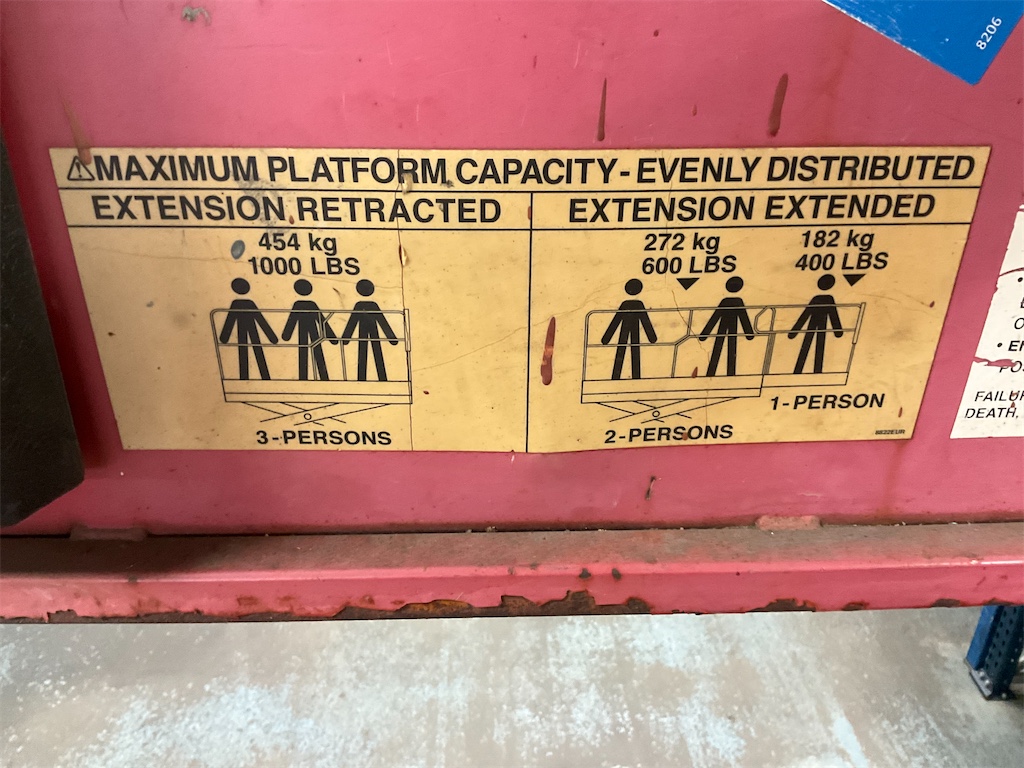 8206
⚠MAXIMUM PLATFORM CAPACITY - EVENLY DISTRIBUTED
EXTENSION RETRACTED
454 kg
1000 LBS
3-PERSONS
EXTENSION EXTENDED
272 kg
600 LBS
182 kg
400 LBS
1-PERSON
2-PERSONS
8822EUR
DEATH,